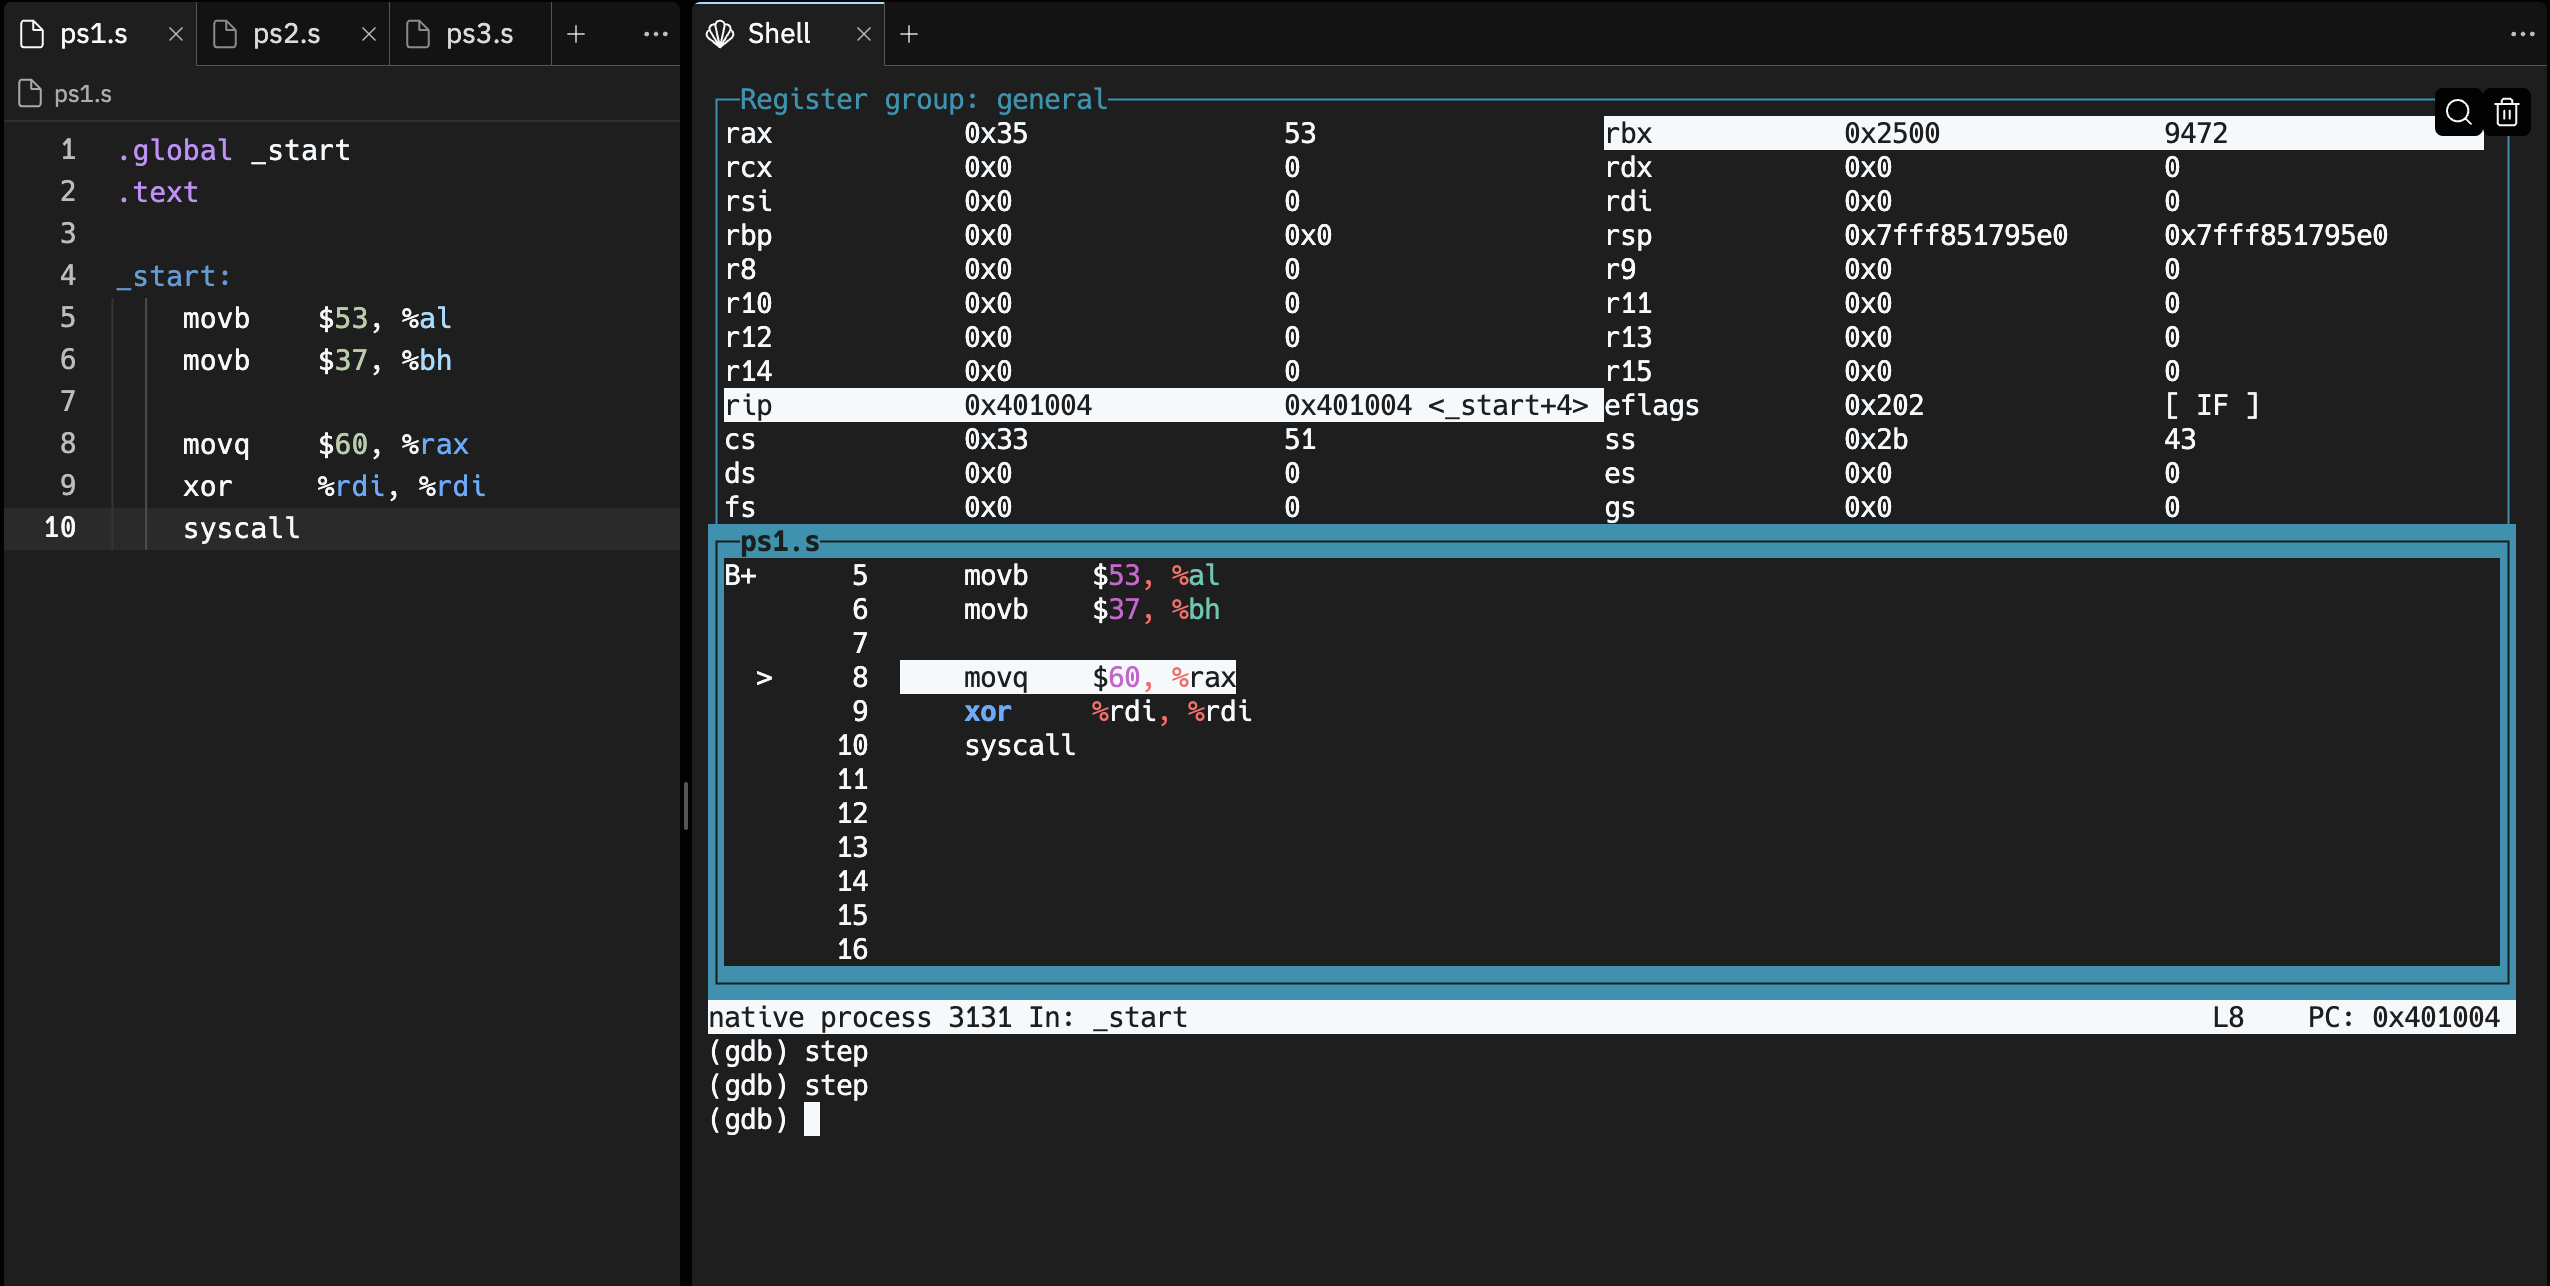 ps1.s ps2.s ps3.s
ps1.s
1 .global _start
2 .text
3
4 _start:
5 movb $53, %al
6 movb $37, %bh
7
8 movq $60, %rax
9 xor %rdi, %rdi
10 syscall
Shell
Register group: general
rax 0x35 53 rbx 0x2500 9472
rcx 0x0 0 rdx 0x0 0
rsi 0x0 0 rdi 0x0 0
rbp 0x0 0x0 rsp 0x7fff851795e0 0x7fff851795e0
r8 0x0 0 r9 0x0 0
r10 0x0 0 r11 0x0 0
r12 0x0 0 r13 0x0 0
r14 0x0 0 r15 0x0 0
rip 0x401004 0x401004 <_start+4> eflags 0x202 [ IF ]
cs 0x33 51 ss 0x2b 43
ds 0x0 0 es 0x0 0
fs 0x0 0 gs 0x0 0
ps1.s
B+ 5 movb $53, %al
6 movb $37, %bh
7
> 8 movq $60, %rax
9 xor %rdi, %rdi
10 syscall
11
12
13
14
15
16
native process 3131 In: _start L8 PC: 0x401004
(gdb) step
(gdb) step
(gdb)